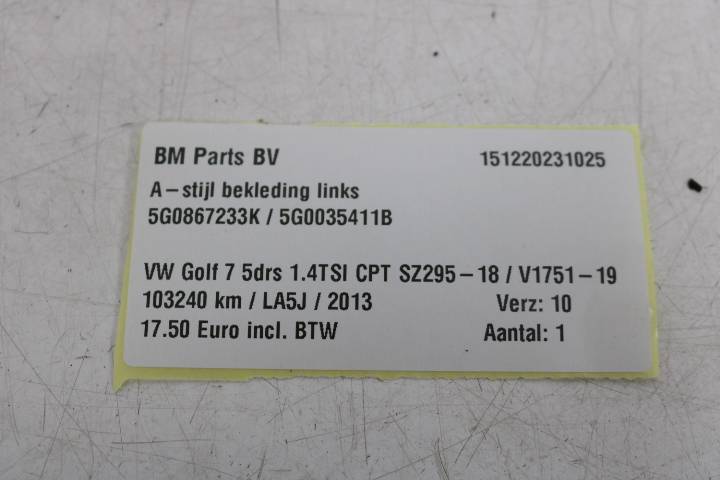 BM Parts BV 151220231025
A-stijl bekleding links
5G0867233K / 5G0035411B
VW Golf 7 5drs 1.4TSI CPT SZ295-18 / V1751-19
103240 km / LA5J / 2013 Verz: 10
17.50 Euro incl. BTW Aantal: 1